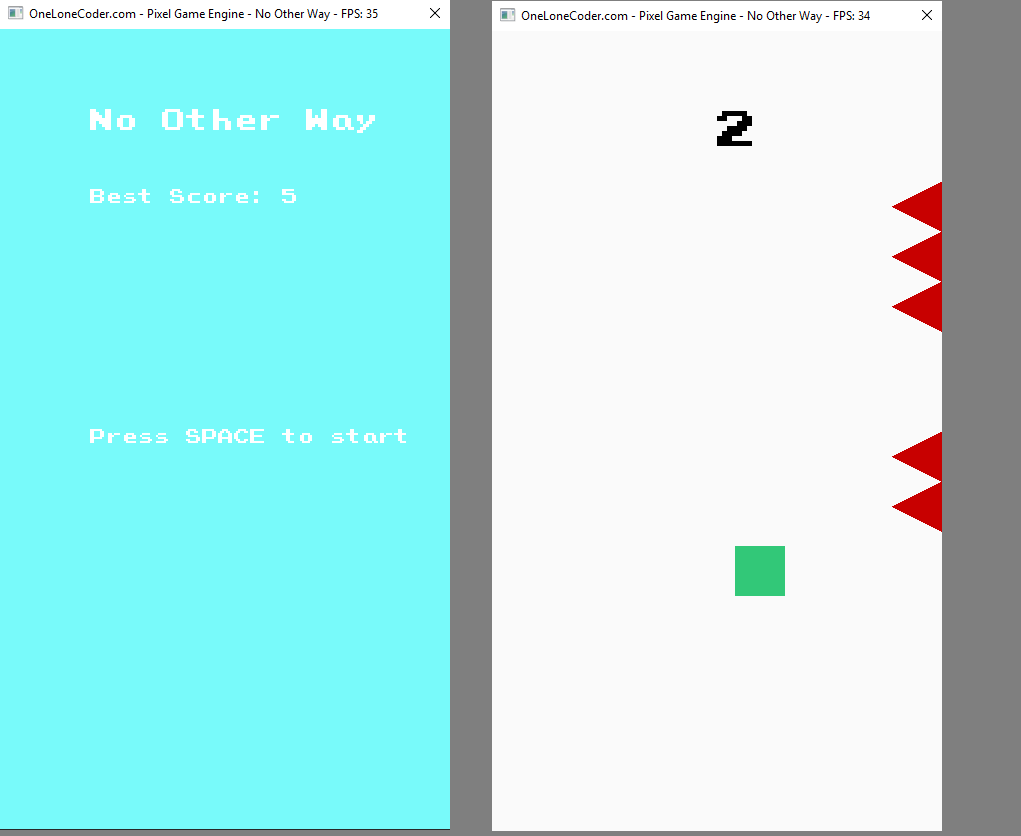 OneLoneCoder.com - Pixel Game Engine - No Other Way - FPS: 35
No Other Way
Best Score: 5
Press SPACE to start
OneLoneCoder.com - Pixel Game Engine - No Other Way - FPS: 34
2